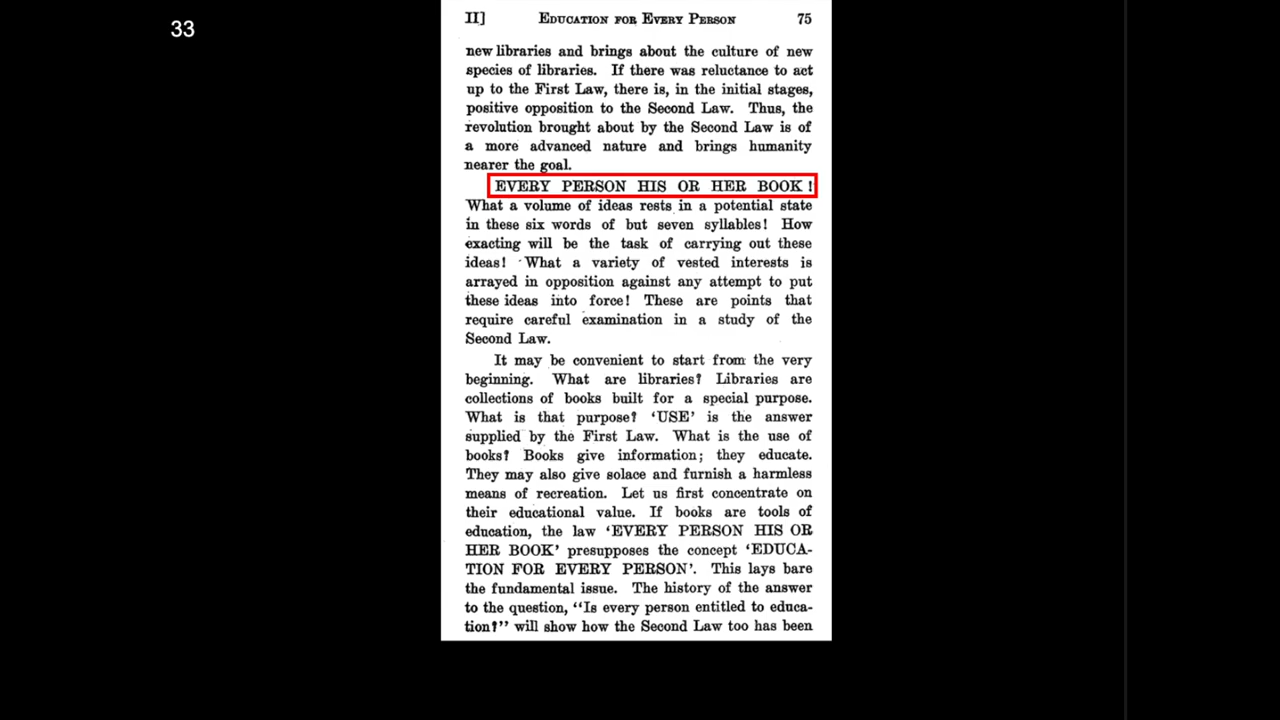 33
II] EDUCATION FOR EVERY PERSON 75
new libraries and brings about the culture of new
species of libraries. If there was reluctance to act
up to the First Law, there is, in the initial stages,
positive opposition to the Second Law. Thus, the
revolution brought about by the Second Law is of
a more advanced nature and brings humanity
nearer the goal.
EVERY PERSON HIS OR HER BOOK!
What a volume of ideas rests in a potential state
in these six words of but seven syllables! How
exacting will be the task of carrying out these
ideas! What a variety of vested interests is
arrayed in opposition against any attempt to put
these ideas into force! These are points that
require careful examination in a study of the
Second Law.
It may be convenient to start from the very
beginning. What are libraries? Libraries are
collections of books built for a special purpose.
What is that purpose? ‘USE’ is the answer
supplied by the First Law. What is the use of
books? Books give information; they educate.
They may also give solace and furnish a harmless
means of recreation. Let us first concentrate on
their educational value. If books are tools of
education, the law ‘EVERY PERSON HIS OR
HER BOOK’ presupposes the concept ‘EDUCA-
TION FOR EVERY PERSON’. This lays bare
the fundamental issue. The history of the answer
to the question, “Is every person entitled to educa-
tion?” will show how the Second Law too has been